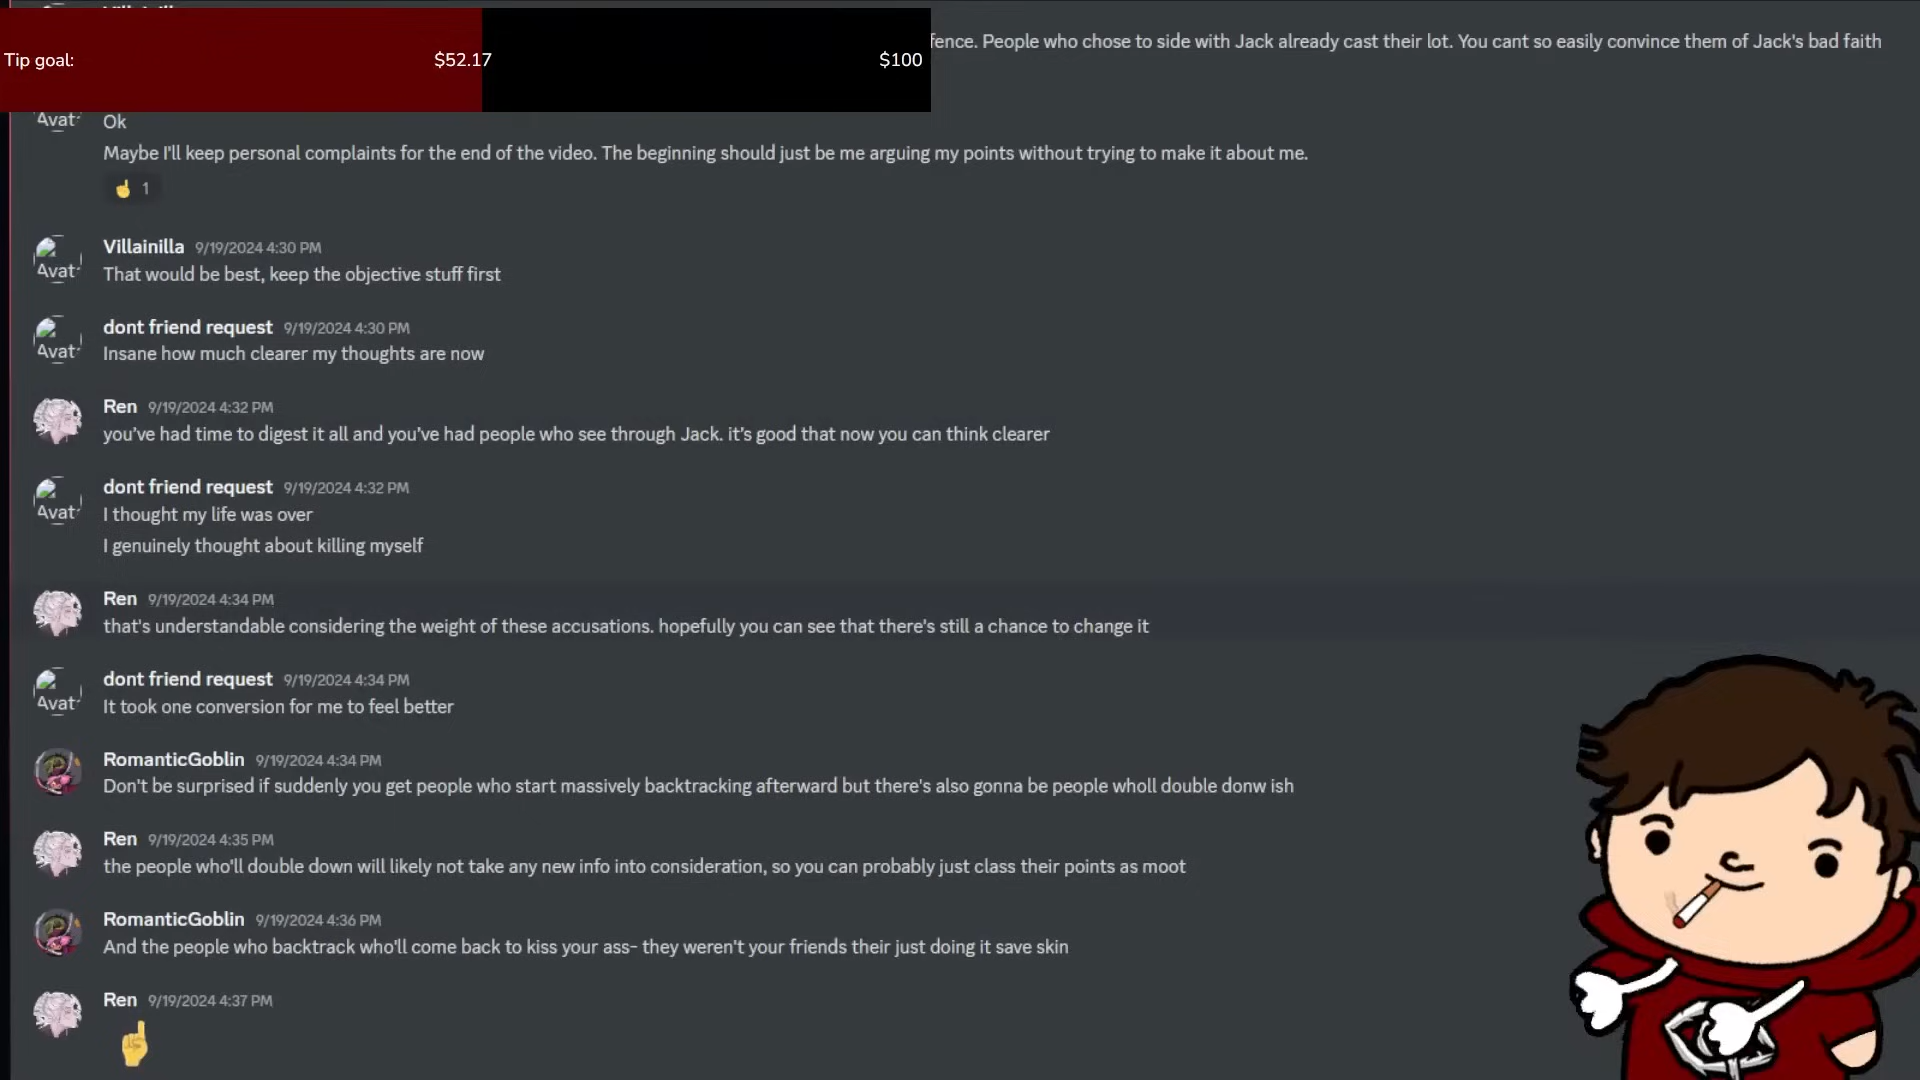 fence. People who chose to side with Jack already cast their lot. You cant so easily convince them of Jack's bad faith
Tip goal: $52.17 $100
Avat
Ok
Maybe I'll keep personal complaints for the end of the video. The beginning should just be me arguing my points without trying to make it about me.
☝ 1
Villainilla 9/19/2024 4:30 PM
Avat
That would be best, keep the objective stuff first
dont friend request 9/19/2024 4:30 PM
Avat
Insane how much clearer my thoughts are now
Ren 9/19/2024 4:32 PM
you've had time to digest it all and you've had people who see through Jack. it's good that now you can think clearer
dont friend request 9/19/2024 4:32 PM
Avat
I thought my life was over
I genuinely thought about killing myself
Ren 9/19/2024 4:34 PM
that's understandable considering the weight of these accusations. hopefully you can see that there's still a chance to change it
dont friend request 9/19/2024 4:34 PM
Avat
It took one conversion for me to feel better
RomanticGoblin 9/19/2024 4:34 PM
Don't be surprised if suddenly you get people who start massively backtracking afterward but there's also gonna be people wholl double donw ish
Ren 9/19/2024 4:35 PM
the people who'll double down will likely not take any new info into consideration, so you can probably just class their points as moot
RomanticGoblin 9/19/2024 4:36 PM
And the people who backtrack who'll come back to kiss your ass- they weren't your friends their just doing it save skin
Ren 9/19/2024 4:37 PM
☝